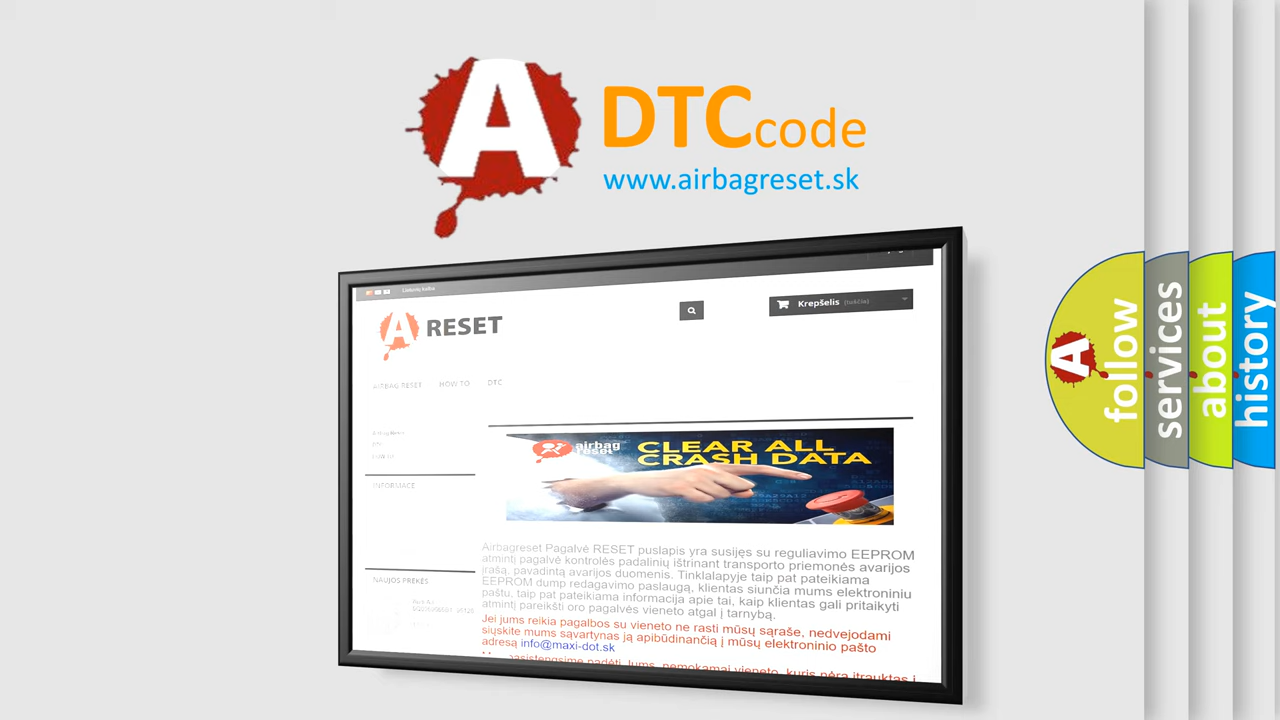 A
DTCcode
www.airbagreset.sk
Lietuvių kalba
A RESET
Krepšelis (tuščia)
AIRBAG RESET HOW TO DTC
INFORMACE
airbag
reset
CLEAR ALL
CRASH DATA
Airbagreset Pagalvė RESET puslapis yra susijęs su reguliavimo EEPROM
atmintį pagalvė kontrolės padalinių ištrinant transporto priemonės avarijos
įrašą, pavadintą avarijos duomenis. Tinklalapyje taip pat pateikiama
EEPROM dump redagavimo paslaugą, klientas siunčia mums elektroniniu
paštu, taip pat pateikiama informacija apie tai, kaip klientas gali pritaikyti
atmintį pareikšti oro pagalvės vieneto atgal į tarnybą.
Jei jums reikia pagalbos su vieneto ne rasti mūsų sąraše, nedvejodami
siųskite mums sąvartynas ją apibūdinančią į mūsų elektroninio pašto
adresą info@maxi-dot.sk
NAUJOS PREKĖS
A
follow
services
about
history